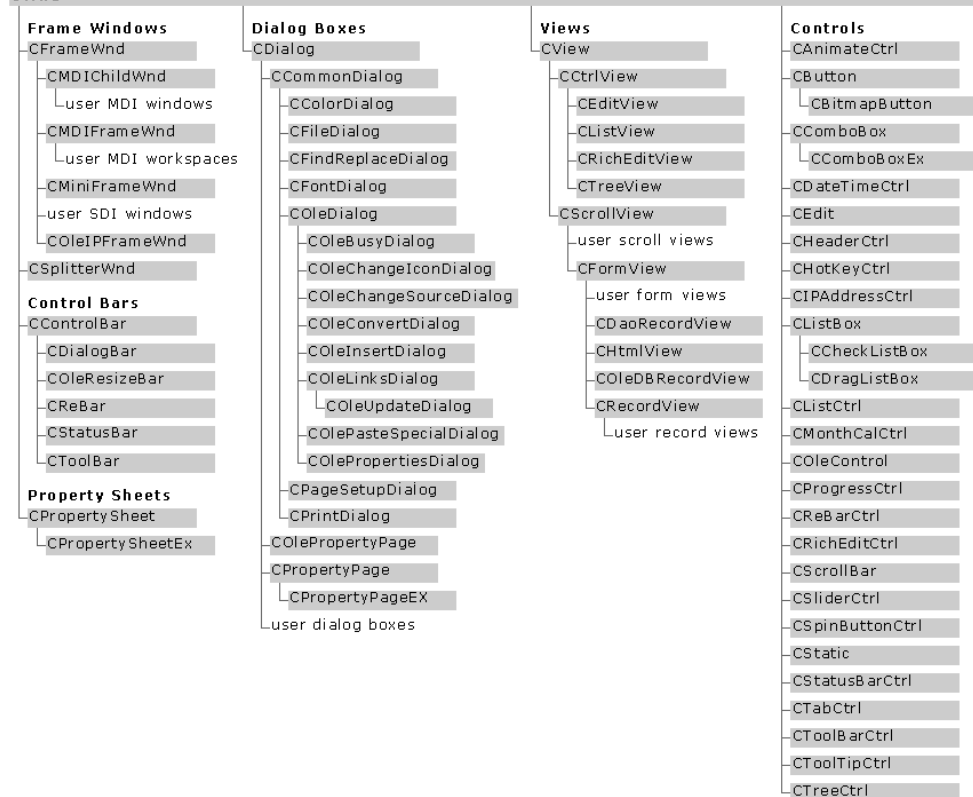 Frame Windows
CFrameWnd
CMDIChildWnd
user MDI windows
CMDIFrameWnd
user MDI workspaces
CMiniFrameWnd
user SDI windows
COleIPFrameWnd
CSplitterWnd
Control Bars
CControlBar
CDialogBar
COleResizeBar
CReBar
CStatusBar
CToolBar
Property Sheets
CPropertySheet
CPropertySheetEx
Dialog Boxes
CDialog
CCommonDialog
CColorDialog
CFileDialog
CFindReplaceDialog
CFontDialog
COleDialog
COleBusyDialog
COleChangeIconDialog
COleChangeSourceDialog
COleConvertDialog
COleInsertDialog
COleLinksDialog
COleUpdateDialog
COlePasteSpecialDialog
COlePropertiesDialog
CPageSetupDialog
CPrintDialog
COlePropertyPage
CPropertyPage
CPropertyPageEX
user dialog boxes
Views
CView
CCtrlView
CEditView
CListView
CRichEditView
CTreeView
CScrollView
user scroll views
CFormView
user form views
CDaoRecordView
CHtmlView
COleDBRecordView
CRecordView
user record views
Controls
CAnimateCtrl
CButton
CBitmapButton
CComboBox
CComboBoxEx
CDateTimeCtrl
CEdit
CHeaderCtrl
CHotKeyCtrl
CIPAddressCtrl
CListBox
CCheckListBox
CDragListBox
CListCtrl
CMonthCalCtrl
COleControl
CProgressCtrl
CReBarCtrl
CRichEditCtrl
CScrollBar
CSliderCtrl
CSpinButtonCtrl
CStatic
CStatusBarCtrl
CTabCtrl
CToolBarCtrl
CToolTipCtrl
CTreeCtrl